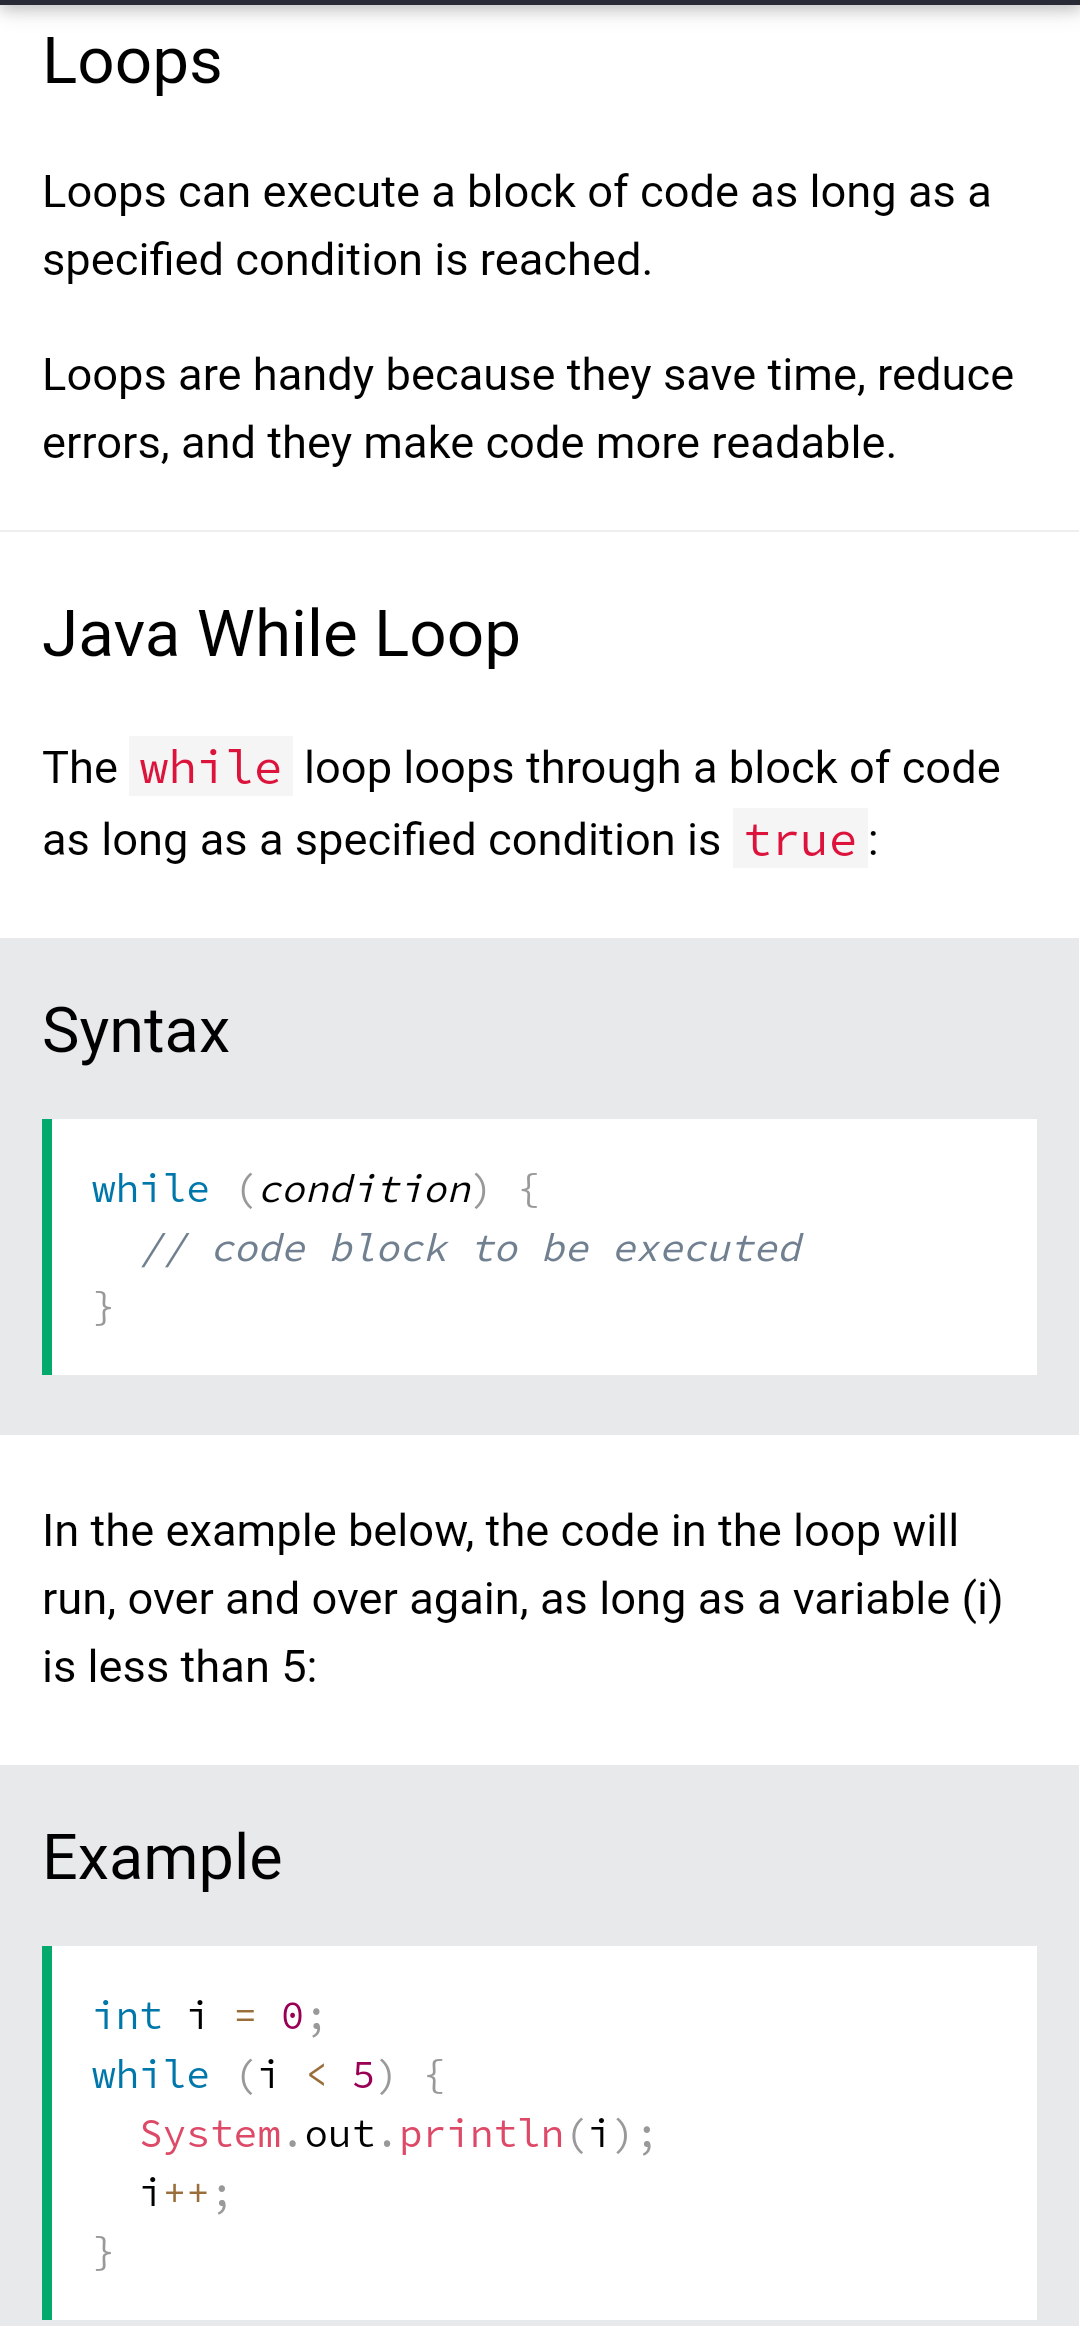 Loops
Loops can execute a block of code as long as a
specified condition is reached.
Loops are handy because they save time, reduce
errors, and they make code more readable.
Java While Loop
The while loop loops through a block of code
as long as a specified condition is true:
Syntax
while (condition) {
  // code block to be executed
}
In the example below, the code in the loop will
run, over and over again, as long as a variable (i)
is less than 5:
Example
int i = 0;
while (i < 5) {
  System.out.println(i);
  i++;
}